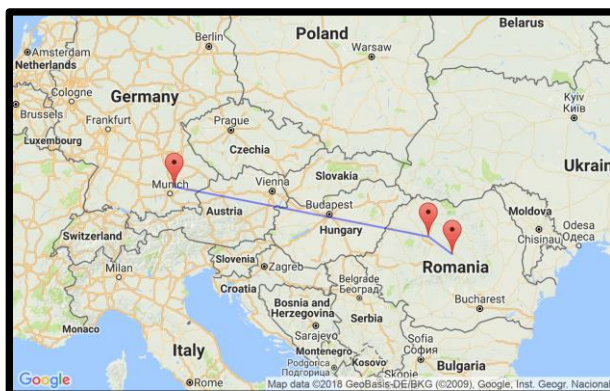 Belarus
Berlin
Poland
Amsterdam
Warsaw
Netherlands
Germany
Cologne
Kyiv
Київ
Brussels
Frankfurt
Prague
Luxembourg
Czechia
Ukrain
Slovakia
Munich
Vienna
Austria
Budapest
Moldova
Hungary
Chisinau
Odesa
Одеса
Switzerland
Slovenia
Zagreb
Romania
Milan
Croatia
Belgrade
Београд
Bosnia and
Herzegovina
Bucharest
Serbia
Monaco
Sarajevo
Italy
Montenegro
Sofia
София
Podgorica
Подгорица
Kosovo
Bulgaria
Rome
Skopje
Google
Map data ©2018 GeoBasis-DE/BKG (©2009), Google, Inst. Geogr. Nacional